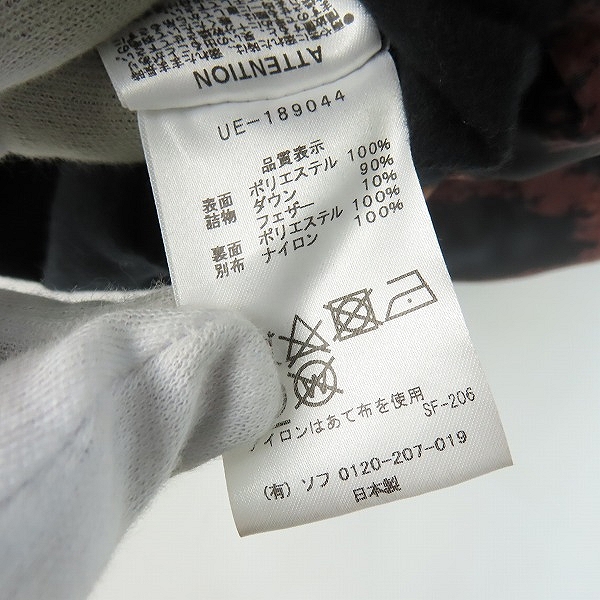 ATTENTION
UE-189044
品質表示
表面 ポリエステル 100%
詰物 ダウン 90%
フェザー 10%
裏面 ポリエステル 100%
別布 ナイロン 100%
アイロンはあて布を使用
SF-206
(有) ソフ 0120-207-019
日本製